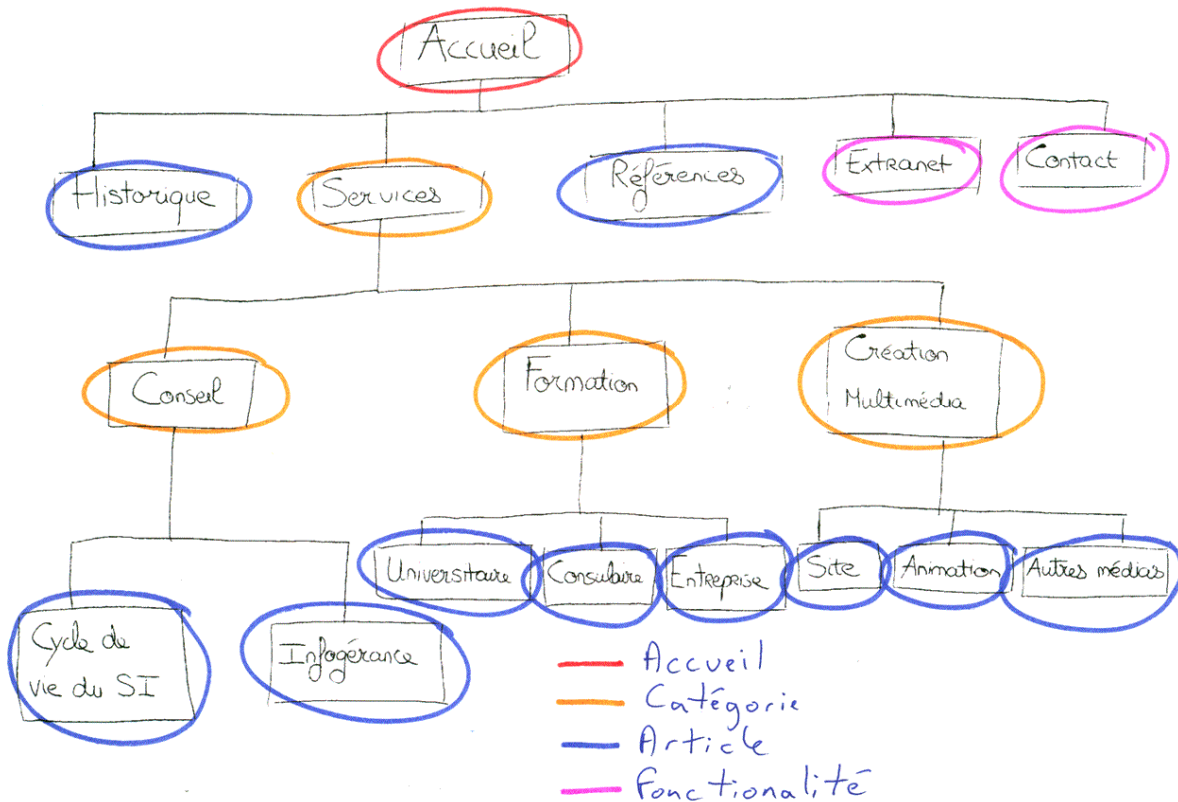 Accueil
Historique
Services
Références
Extranet
Contact
Conseil
Formation
Création
Multimédia
Universitaire
Consulaire
Entreprise
Site
Animation
Autres médias
Cycle de
vie du SI
Infogérance
Accueil
Catégorie
Article
Fonctionalité